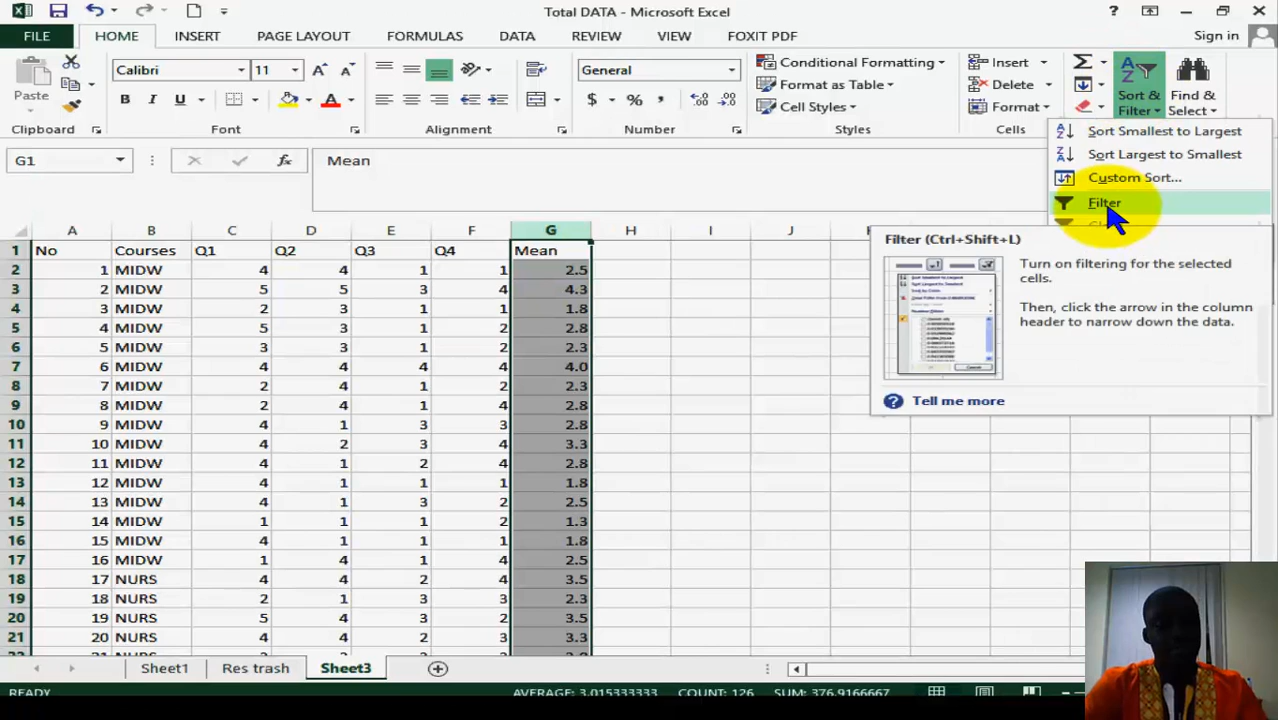 Total DATA - Microsoft Excel
? Sign in
FILE HOME INSERT PAGE LAYOUT FORMULAS DATA REVIEW VIEW FOXIT PDF
Paste
Clipboard
Calibri 11
B I U
Font
Alignment
General
$ % ,
Number
Conditional Formatting
Format as Table
Cell Styles
Styles
Insert
Delete
Format
Cells
Sort & Filter
Find & Select
Sort Smallest to Largest
Sort Largest to Smallest
Custom Sort...
Filter
Filter (Ctrl+Shift+L)
Turn on filtering for the selected cells.
Then, click the arrow in the column header to narrow down the data.
Tell me more
G1 fx Mean
A B C D E F G H I J
1 No Courses Q1 Q2 Q3 Q4 Mean
2 1 MIDW 4 4 1 1 2.5
3 2 MIDW 5 5 3 4 4.3
4 3 MIDW 2 3 1 1 1.8
5 4 MIDW 5 3 1 2 2.8
6 5 MIDW 3 3 1 2 2.3
7 6 MIDW 4 4 4 4 4.0
8 7 MIDW 2 4 1 2 2.3
9 8 MIDW 2 4 1 4 2.8
10 9 MIDW 4 1 3 3 2.8
11 10 MIDW 4 2 3 4 3.3
12 11 MIDW 4 1 2 4 2.8
13 12 MIDW 4 1 1 1 1.8
14 13 MIDW 4 1 3 2 2.5
15 14 MIDW 1 1 1 2 1.3
16 15 MIDW 4 1 1 1 1.8
17 16 MIDW 1 4 1 4 2.5
18 17 NURS 4 4 2 4 3.5
19 18 NURS 2 1 3 3 2.3
20 19 NURS 5 4 3 2 3.5
21 20 NURS 4 4 2 3 3.3
Sheet1 Res trash Sheet3
READY AVERAGE: 3.015333333 COUNT: 126 SUM: 376.9166667